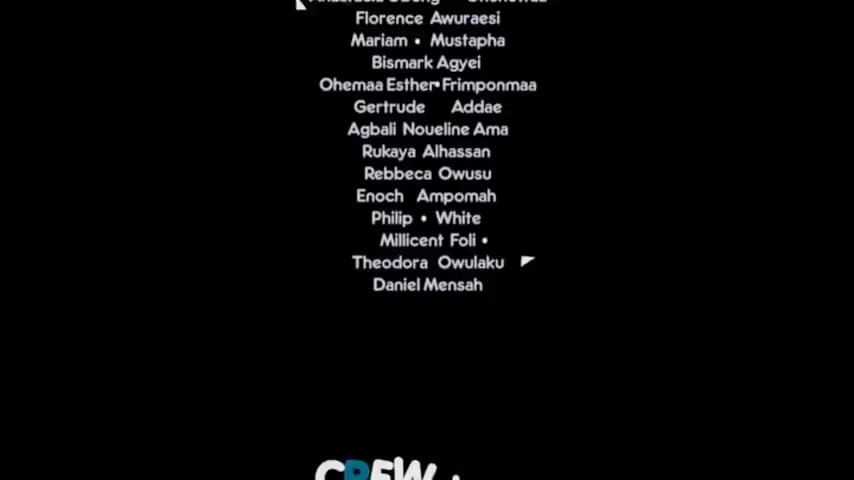 Florence Awuraesi
Mariam • Mustapha
Bismark Agyei
Ohemaa Esther•Frimponmaa
Gertrude Addae
Agbali Noueline Ama
Rukaya Alhassan
Rebbeca Owusu
Enoch Ampomah
Philip • White
Millicent Foli •
Theodora Owulaku
Daniel Mensah
CREW